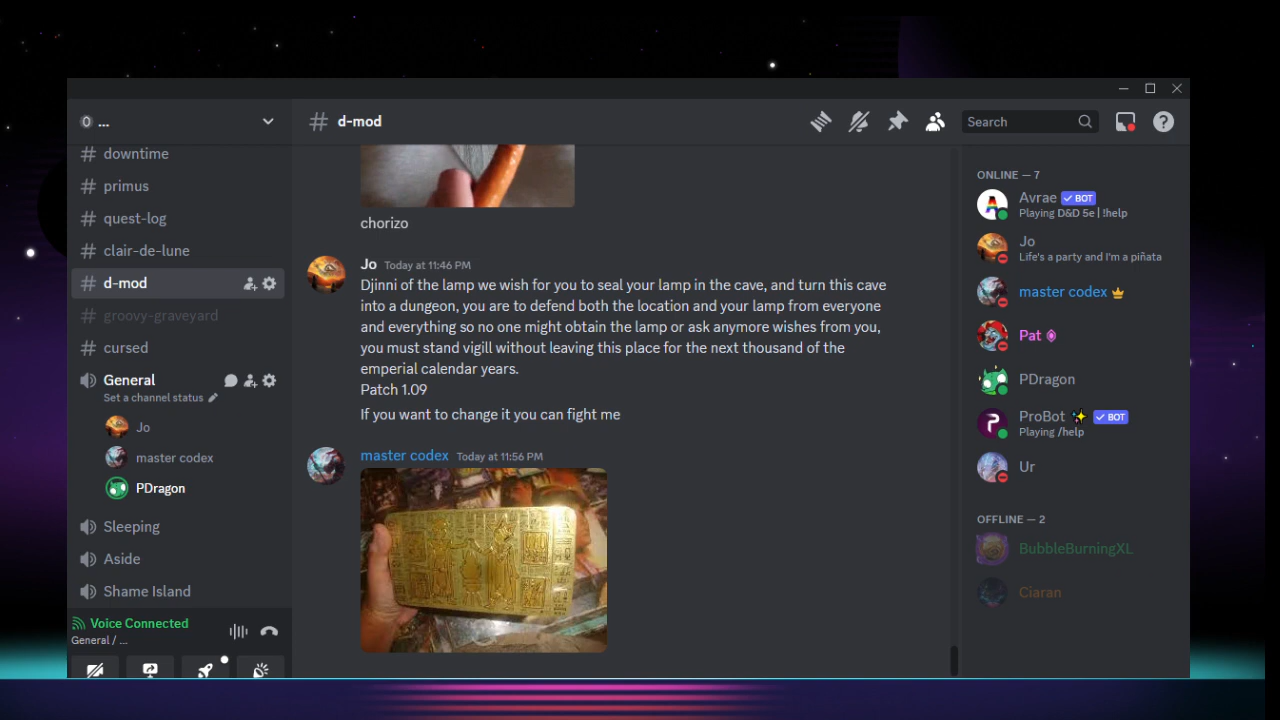 0 ...
downtime
primus
quest-log
clair-de-lune
d-mod
groovy-graveyard
cursed
General
Set a channel status
Jo
master codex
PDragon
Sleeping
Aside
Shame Island
Voice Connected
General / ...
# d-mod
Search
chorizo
Jo Today at 11:46 PM
Djinni of the lamp we wish for you to seal your lamp in the cave, and turn this cave
into a dungeon, you are to defend both the location and your lamp from everyone
and everything so no one might obtain the lamp or ask anymore wishes from you,
you must stand vigill without leaving this place for the next thousand of the
emperial calendar years.
Patch 1.09
If you want to change it you can fight me
master codex Today at 11:56 PM
ONLINE — 7
Avrae ✓ BOT
Playing D&D 5e | !help
Jo
Life's a party and I'm a piñata
master codex
Pat
PDragon
ProBot ✨ ✓ BOT
Playing /help
Ur
OFFLINE — 2
BubbleBurningXL
Ciaran